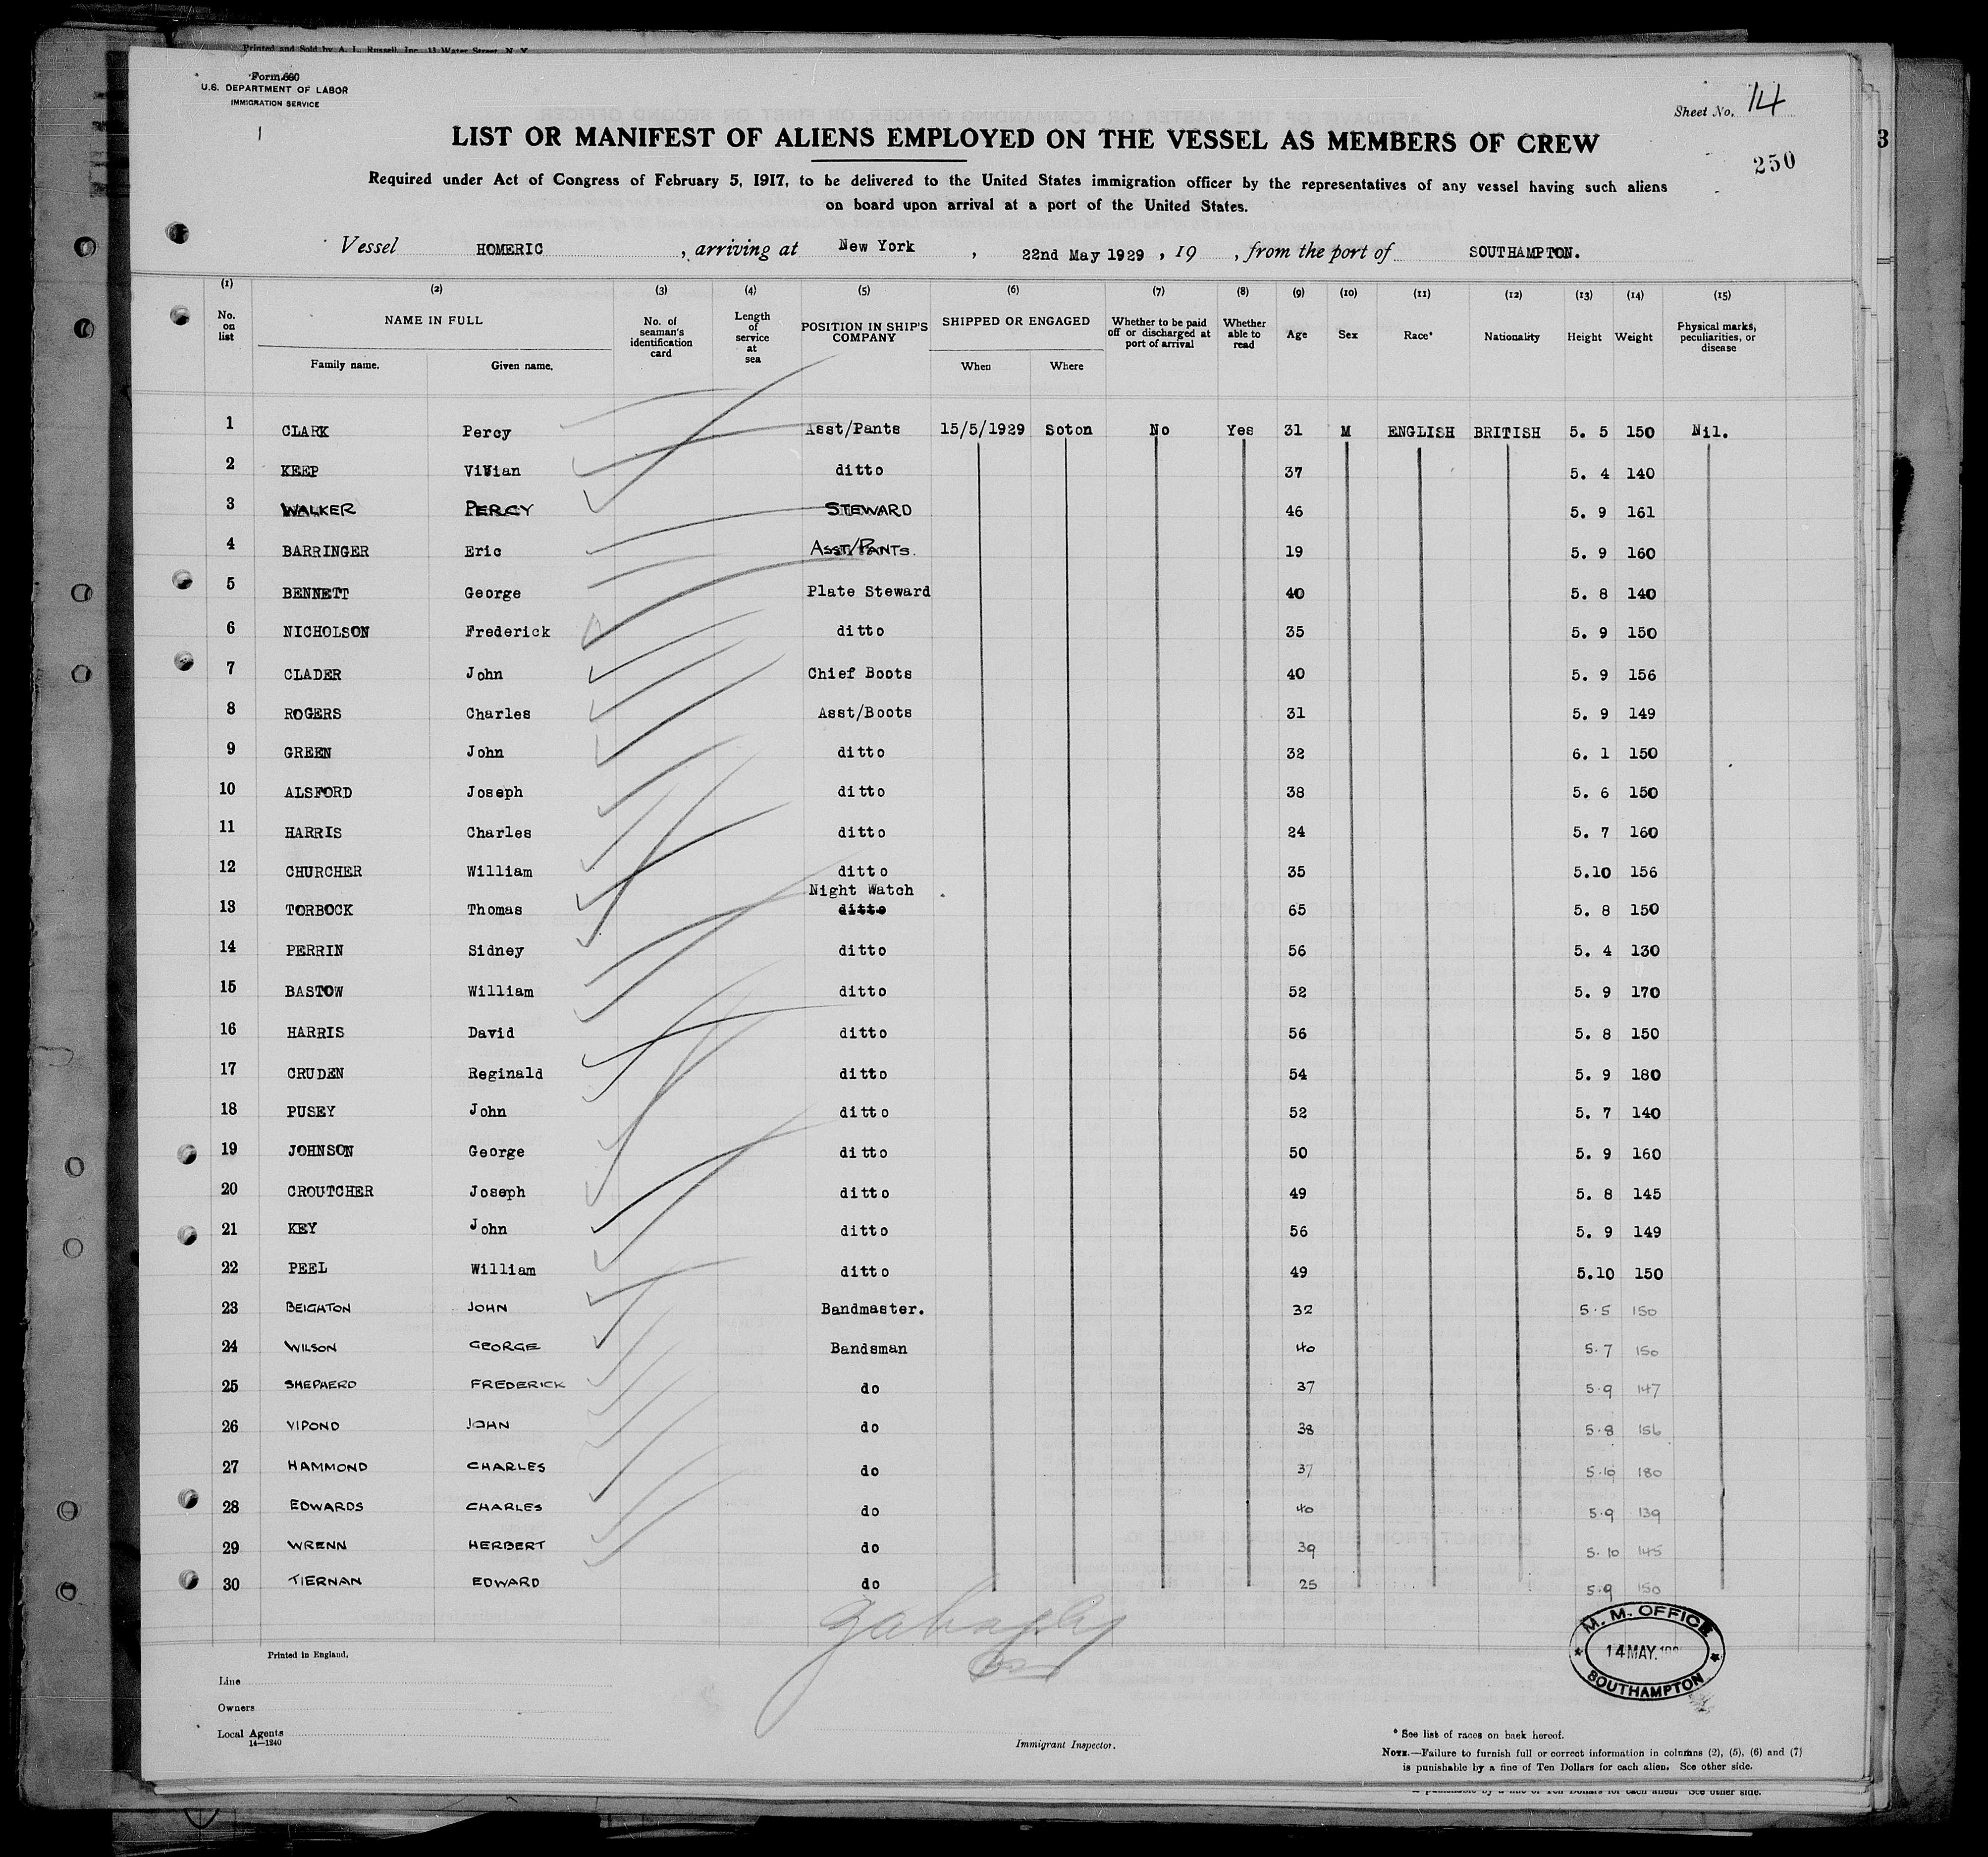 Printed and Sold by A. L. Russell, Inc., 11 Water Street, N. Y.
Form 660
U.S. DEPARTMENT OF LABOR
IMMIGRATION SERVICE
Sheet No. 14
LIST OR MANIFEST OF ALIENS EMPLOYED ON THE VESSEL AS MEMBERS OF CREW
3
250
Required under Act of Congress of February 5, 1917, to be delivered to the United States immigration officer by the representatives of any vessel having such aliens
on board upon arrival at a port of the United States.
Vessel HOMERIC , arriving at New York , 22nd May 1929 , 19 , from the port of SOUTHAMPTON.
(1) (2) (3) (4) (5) (6) (7) (8) (9) (10) (11) (12) (13) (14) (15)
No. on list NAME IN FULL Family name. Given name. No. of seaman's identification card Length of service at sea POSITION IN SHIP'S COMPANY SHIPPED OR ENGAGED When Where Whether to be paid off or discharged at port of arrival Whether able to read Age Sex Race* Nationality Height Weight Physical marks, peculiarities, or disease
1 CLARK Percy Asst/Pants 15/5/1929 Soton No Yes 31 M ENGLISH BRITISH 5. 5 150 Nil.
2 KEEP Vivian ditto 37 5. 4 140
3 WALKER PERCY STEWARD 46 5. 9 161
4 BARRINGER Eric ASST/PANTS. 19 5. 9 160
5 BENNETT George Plate Steward 40 5. 8 140
6 NICHOLSON Frederick ditto 35 5. 9 150
7 CLADER John Chief Boots 40 5. 9 156
8 ROGERS Charles Asst/Boots 31 5. 9 149
9 GREEN John ditto 32 6. 1 150
10 ALSFORD Joseph ditto 38 5. 6 150
11 HARRIS Charles ditto 24 5. 7 160
12 CHURCHER William ditto 35 5.10 156
Night Watch
13 TORBOCK Thomas ditto 65 5. 8 150
14 PERRIN Sidney ditto 56 5. 4 130
15 BASTOW William ditto 52 5. 9 170
16 HARRIS David ditto 56 5. 8 150
17 CRUDEN Reginald ditto 54 5. 9 180
18 PUSEY John ditto 52 5. 7 140
19 JOHNSON George ditto 50 5. 9 160
20 CROUTCHER Joseph ditto 49 5. 8 145
21 KEY John ditto 56 5. 9 149
22 PEEL William ditto 49 5.10 150
23 BEIGHTON JOHN Bandmaster. 32 5.5 150
24 WILSON GEORGE Bandsman 40 5.7 150
25 SHEPHERD FREDERICK do 37 5.9 147
26 VIPOND JOHN do 38 5.8 156
27 HAMMOND CHARLES do 37 5.10 180
28 EDWARDS CHARLES do 40 5.9 139
29 WRENN HERBERT do 39 5.10 145
30 TIERNAN EDWARD do 25 5.9 150
M. M. OFFICE
14 MAY
SOUTHAMPTON
Printed in England.
Line
Owners
Local Agents
14—1240
Immigrant Inspector.
* See list of races on back hereof.
NOTE.—Failure to furnish full or correct information in columns (2), (5), (6) and (7)
is punishable by a fine of Ten Dollars for each alien. See other side.
is punishable by a fine of Ten Dollars for each alien. See other side.